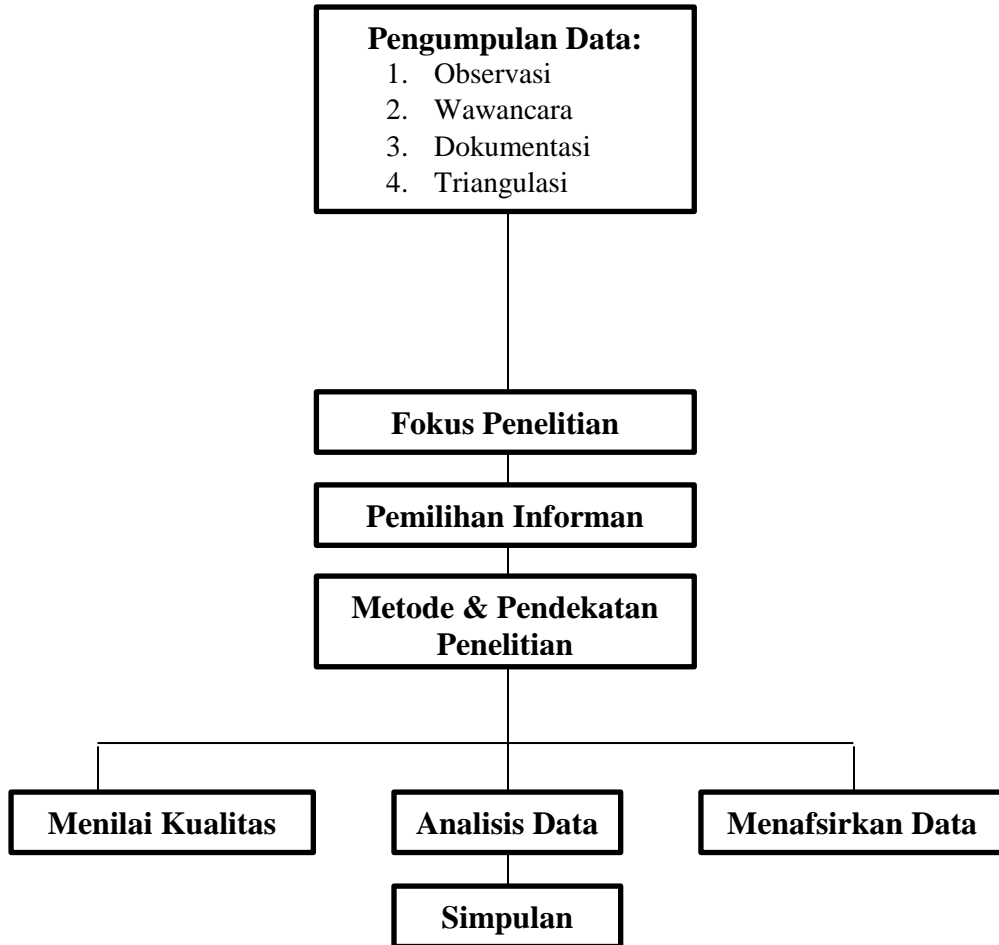 Pengumpulan Data:
1. Observasi
2. Wawancara
3. Dokumentasi
4. Triangulasi
Fokus Penelitian
Pemilihan Informan
Metode & Pendekatan
Penelitian
Menilai Kualitas
Analisis Data
Menafsirkan Data
Simpulan